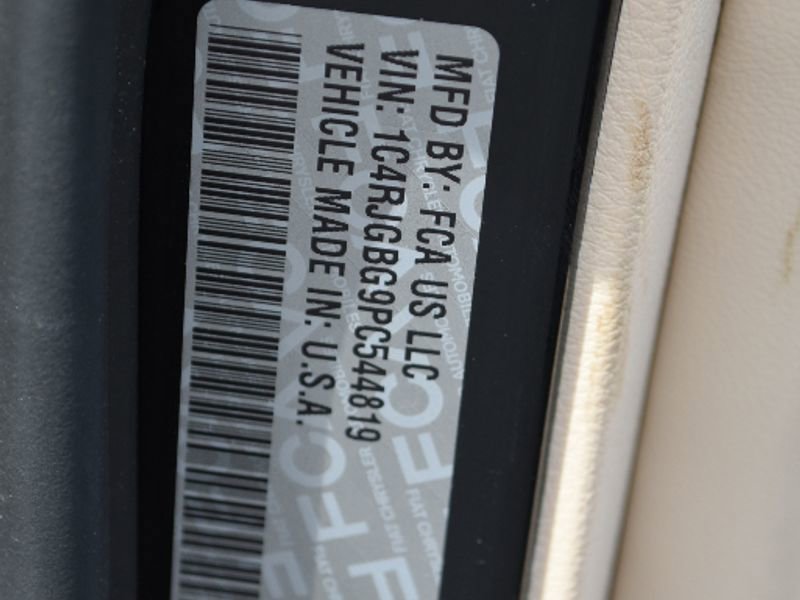 MFD BY: FCA US LLC
VIN: 1C4RJGBG9PC544819
VEHICLE MADE IN: U.S.A.